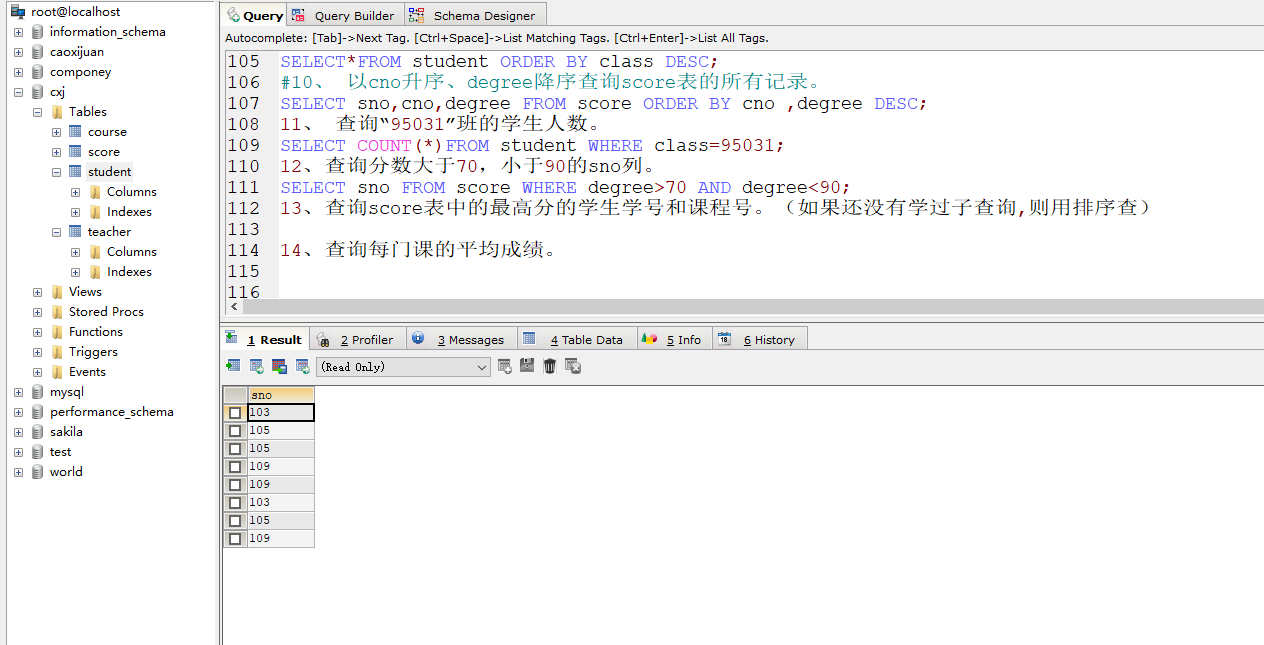 root@localhost
information_schema
caoxijuan
componey
cxj
Tables
course
score
student
Columns
Indexes
teacher
Columns
Indexes
Views
Stored Procs
Functions
Triggers
Events
mysql
performance_schema
sakila
test
world
Query
Query Builder
Schema Designer
Autocomplete: [Tab]->Next Tag. [Ctrl+Space]->List Matching Tags. [Ctrl+Enter]->List All Tags.
105 SELECT*FROM student ORDER BY class DESC;
106 #10、 以cno升序、degree降序查询score表的所有记录。
107 SELECT sno,cno,degree FROM score ORDER BY cno ,degree DESC;
108 11、 查询“95031”班的学生人数。
109 SELECT COUNT(*)FROM student WHERE class=95031;
110 12、查询分数大于70，小于90的sno列。
111 SELECT sno FROM score WHERE degree>70 AND degree<90;
112 13、查询score表中的最高分的学生学号和课程号。（如果还没有学过子查询,则用排序查）
113
114 14、查询每门课的平均成绩。
115
116
1 Result
2 Profiler
3 Messages
4 Table Data
5 Info
18
6 History
(Read Only)
sno
103
105
105
109
109
103
105
109